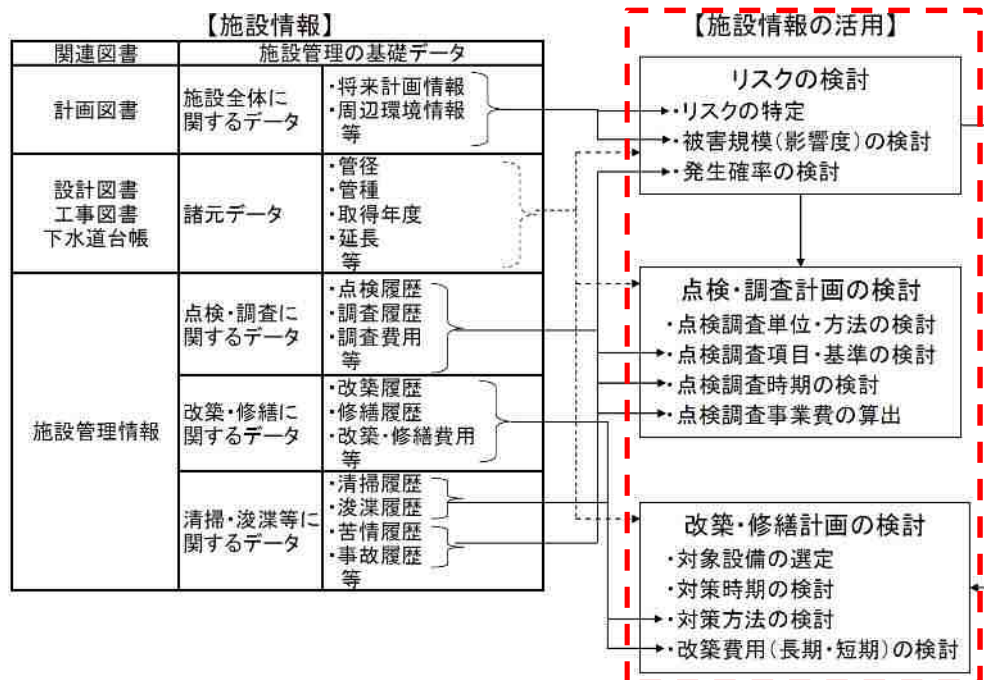 【施設情報】
関連図書
施設管理の基礎データ
計画図書
施設全体に
関するデータ
・将来計画情報
・周辺環境情報
等
設計図書
工事図書
下水道台帳
諸元データ
・管径
・管種
・取得年度
・延長
等
施設管理情報
点検・調査に
関するデータ
・点検履歴
・調査履歴
・調査費用
等
改築・修繕に
関するデータ
・改築履歴
・修繕履歴
・改築・修繕費用
等
清掃・浚渫等に
関するデータ
・清掃履歴
・浚渫履歴
・苦情履歴
・事故履歴
等
【施設情報の活用】
リスクの検討
・リスクの特定
・被害規模(影響度)の検討
・発生確率の検討
点検・調査計画の検討
・点検調査単位・方法の検討
・点検調査項目・基準の検討
・点検調査時期の検討
・点検調査事業費の算出
改築・修繕計画の検討
・対象設備の選定
・対策時期の検討
・対策方法の検討
・改築費用(長期・短期)の検討